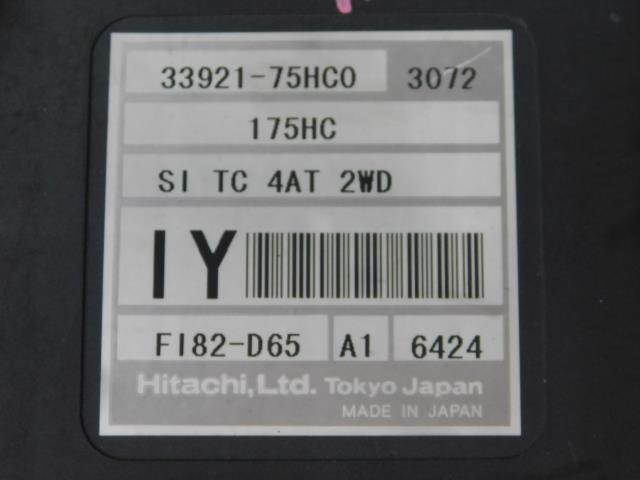 33921-75HC0 3072
175HC
SI TC 4AT 2WD
IY
FI82-D65 A1 6424
Hitachi, Ltd. Tokyo Japan
MADE IN JAPAN